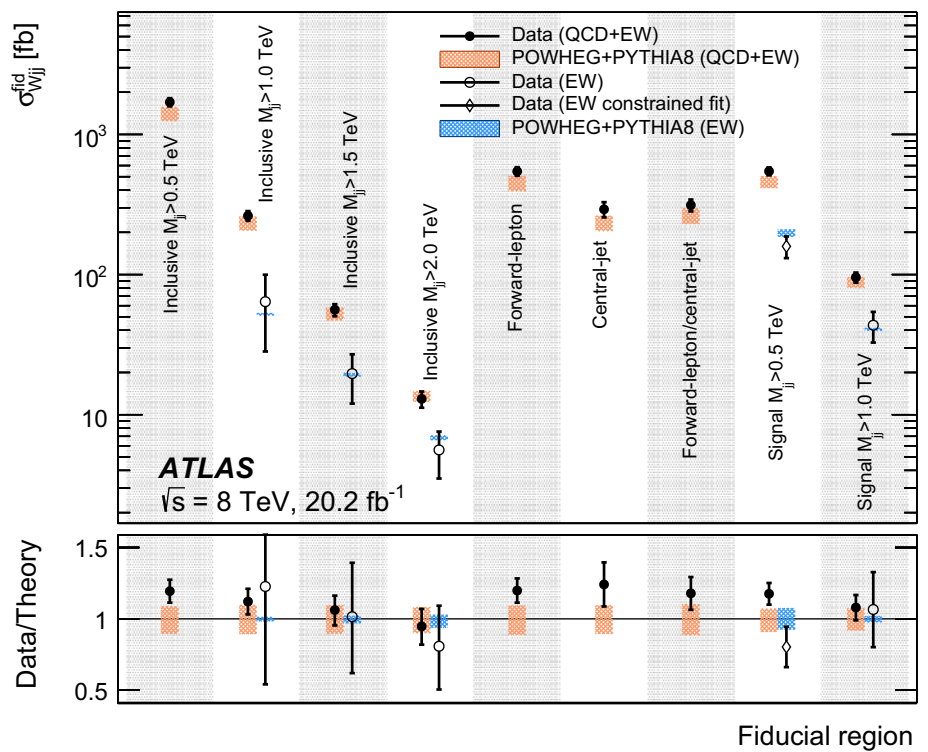 σ^fid_Wjj [fb]
10^3
10^2
10
Data (QCD+EW)
POWHEG+PYTHIA8 (QCD+EW)
Data (EW)
Data (EW constrained fit)
POWHEG+PYTHIA8 (EW)
Inclusive M_jj>0.5 TeV
Inclusive M_jj>1.0 TeV
Inclusive M_jj>1.5 TeV
Inclusive M_jj>2.0 TeV
Forward-lepton
Central-jet
Forward-lepton/central-jet
Signal M_jj>0.5 TeV
Signal M_jj>1.0 TeV
ATLAS
√s = 8 TeV, 20.2 fb^-1
Data/Theory
1.5
1
0.5
Fiducial region